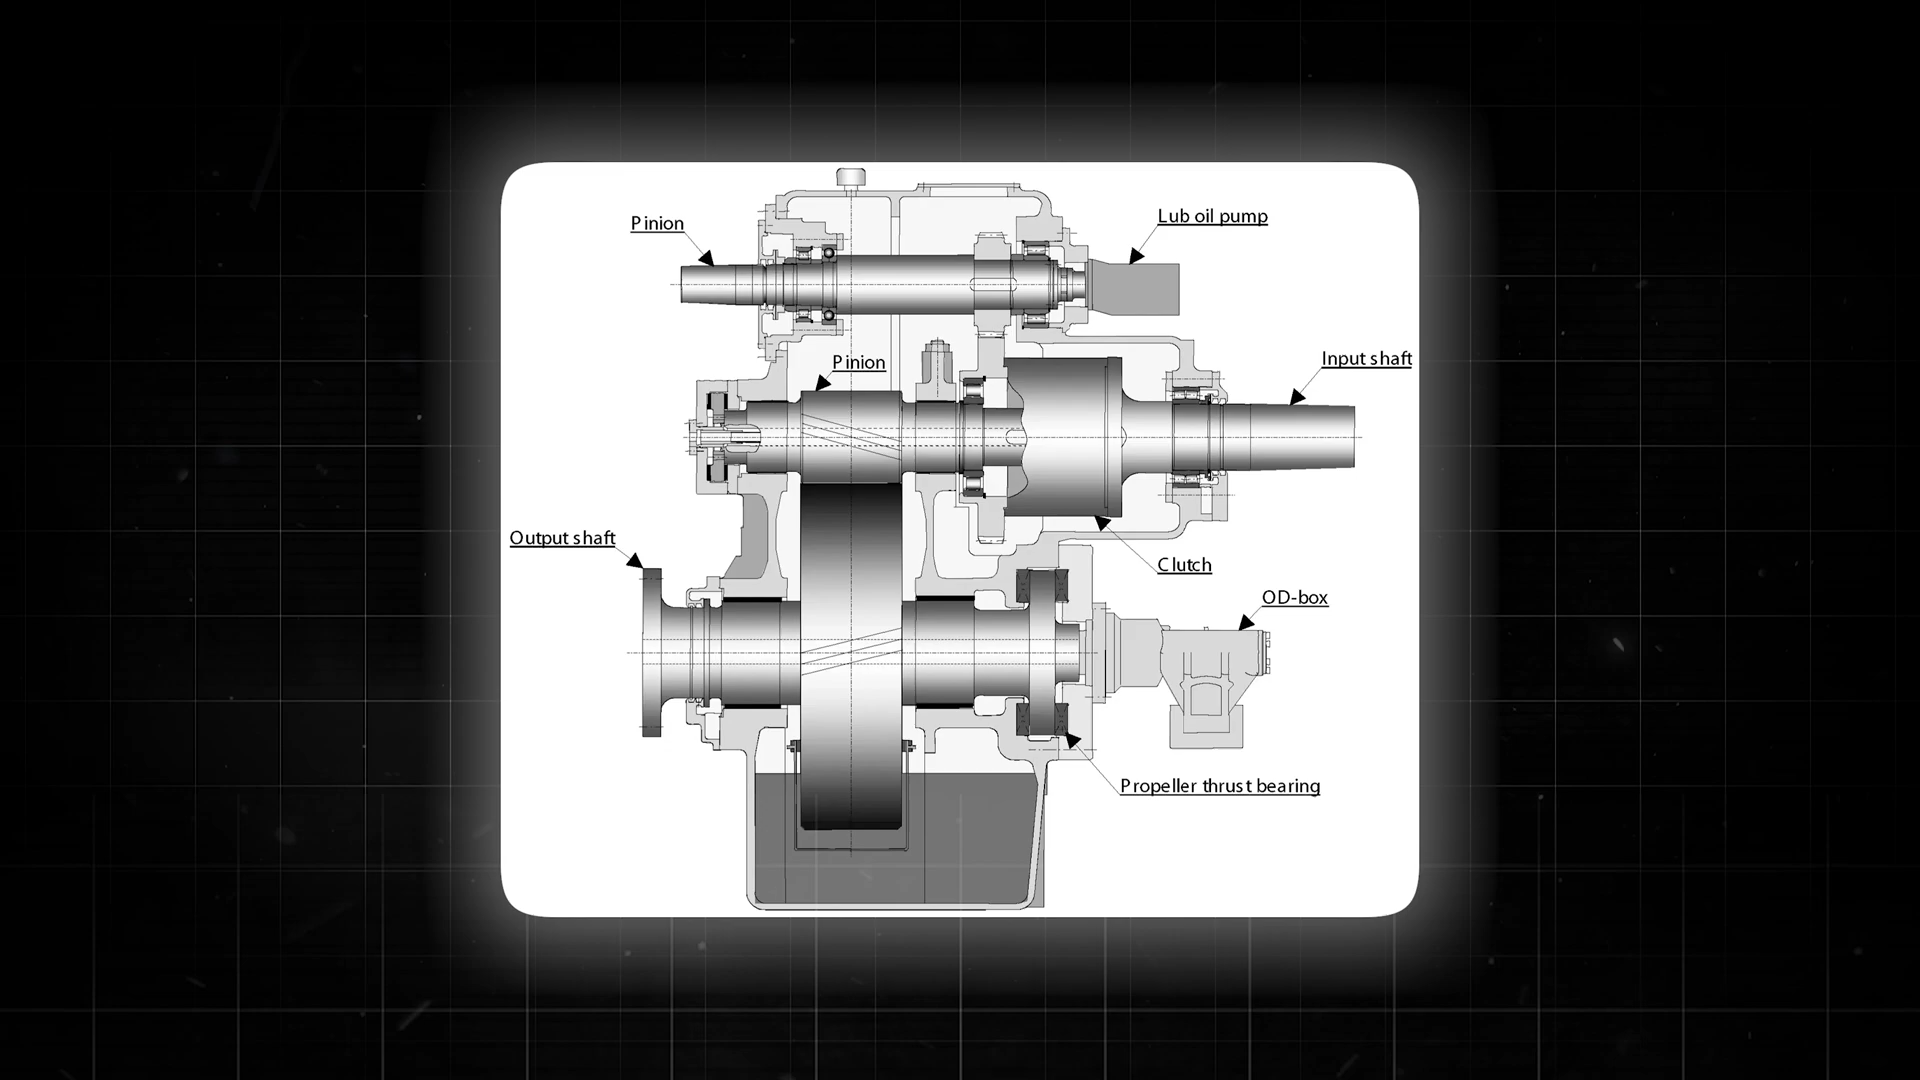 Lub oil pump
Pinion
Input shaft
Pinion
Output shaft
Clutch
OD-box
Propeller thrust bearing